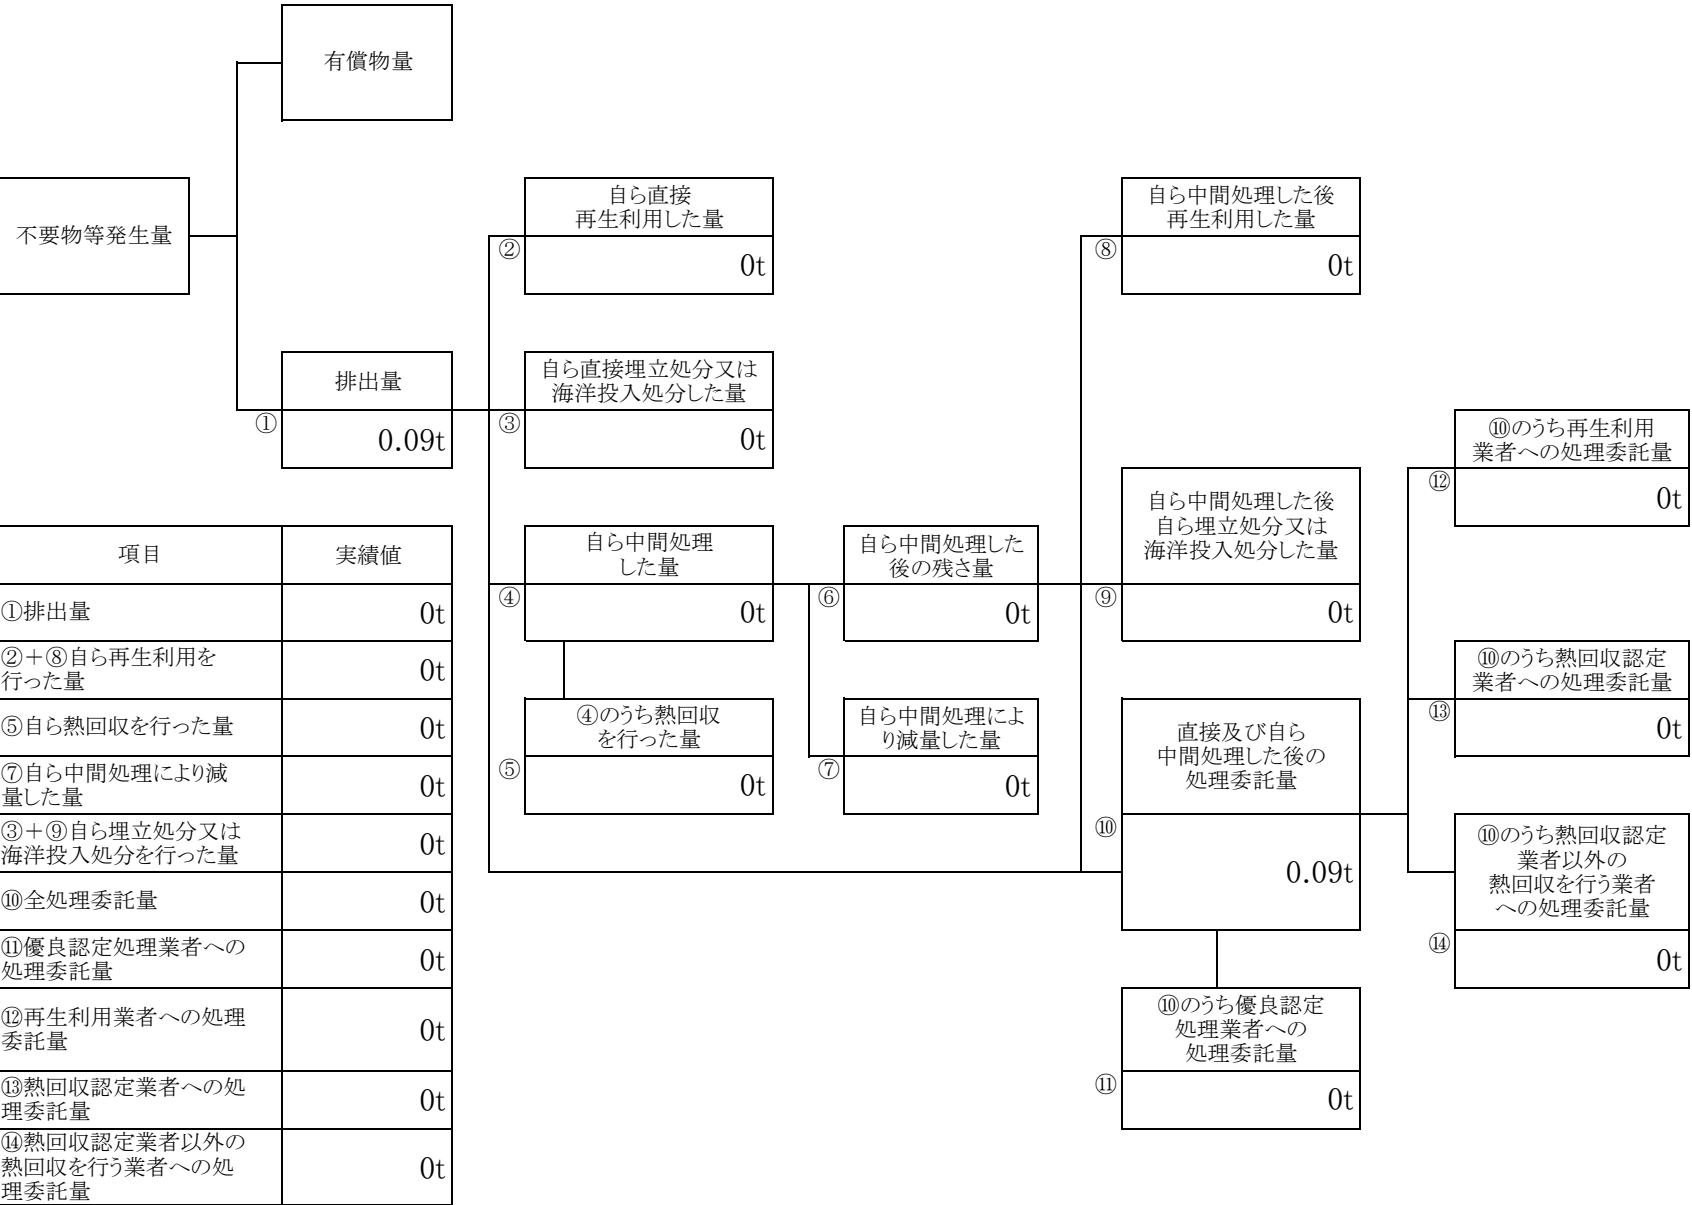 有償物量
不要物等発生量
排出量
①
0.09t
自ら直接
再生利用した量
②
0t
自ら直接埋立処分又は
海洋投入処分した量
③
0t
自ら中間処理
した量
④
0t
④のうち熱回収
を行った量
⑤
0t
自ら中間処理した
後の残さ量
⑥
0t
自ら中間処理によ
り減量した量
⑦
0t
自ら中間処理した後
再生利用した量
⑧
0t
自ら中間処理した後
自ら埋立処分又は
海洋投入処分した量
⑨
0t
直接及び自ら
中間処理した後の
処理委託量
⑩
0.09t
⑩のうち優良認定
処理業者への
処理委託量
⑪
0t
⑩のうち再生利用
業者への処理委託量
⑫
0t
⑩のうち熱回収認定
業者への処理委託量
⑬
0t
⑩のうち熱回収認定
業者以外の
熱回収を行う業者
への処理委託量
⑭
0t
項目 実績値
①排出量 0t
②+⑧自ら再生利用を
行った量 0t
⑤自ら熱回収を行った量 0t
⑦自ら中間処理により減
量した量 0t
③+⑨自ら埋立処分又は
海洋投入処分を行った量 0t
⑩全処理委託量 0t
⑪優良認定処理業者への
処理委託量 0t
⑫再生利用業者への処理
委託量 0t
⑬熱回収認定業者への処
理委託量 0t
⑭熱回収認定業者以外の
熱回収を行う業者への処
理委託量 0t